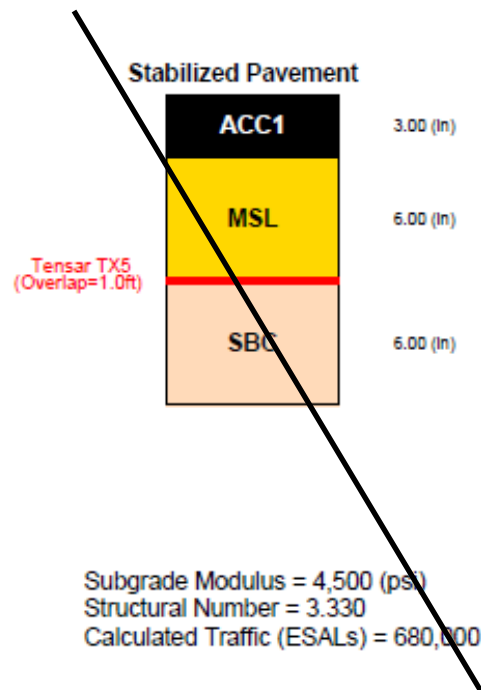 Stabilized Pavement
ACC1 3.00 (in)
MSL 6.00 (in)
Tensar TX5
(Overlap=1.0ft)
SBC 6.00 (in)
Subgrade Modulus = 4,500 (psi)
Structural Number = 3.330
Calculated Traffic (ESALs) = 680,000